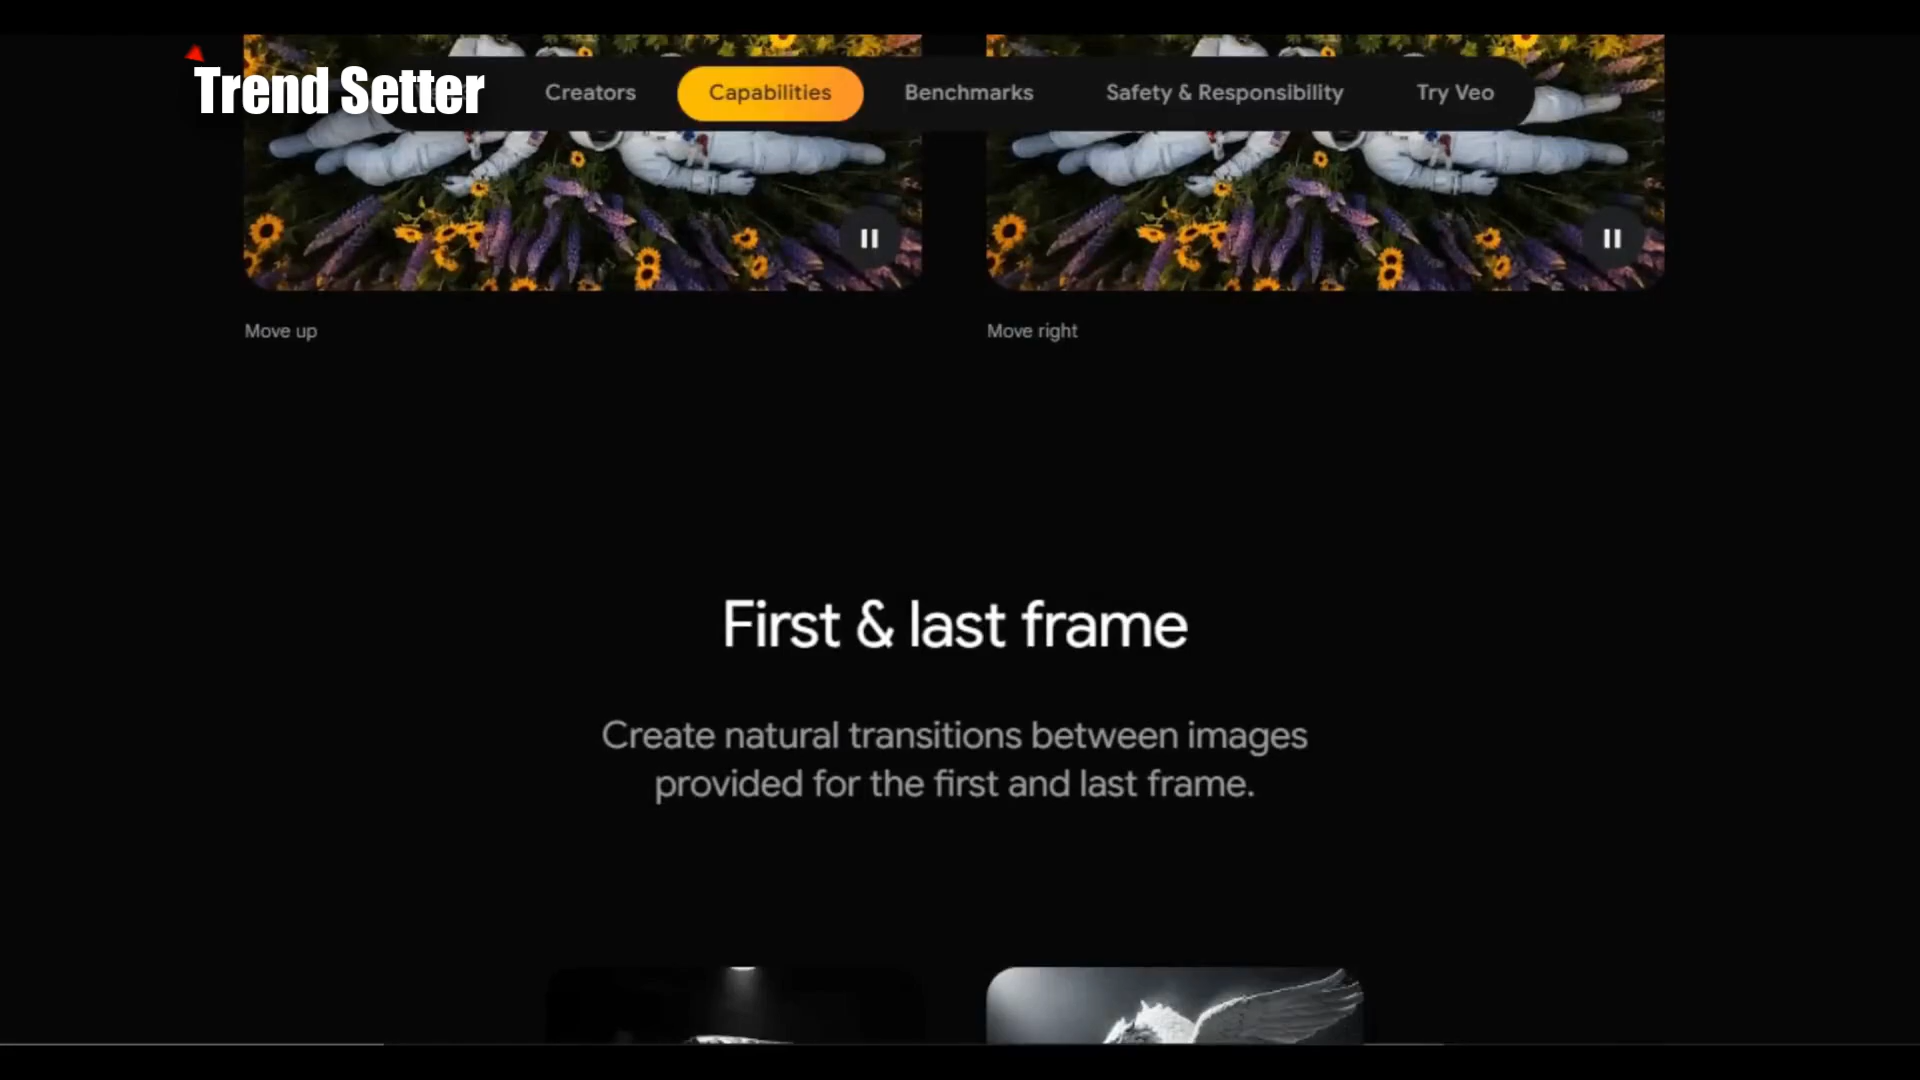 Trend Setter
Creators
Capabilities
Benchmarks
Safety & Responsibility
Try Veo
Move up
Move right
First & last frame
Create natural transitions between images
provided for the first and last frame.